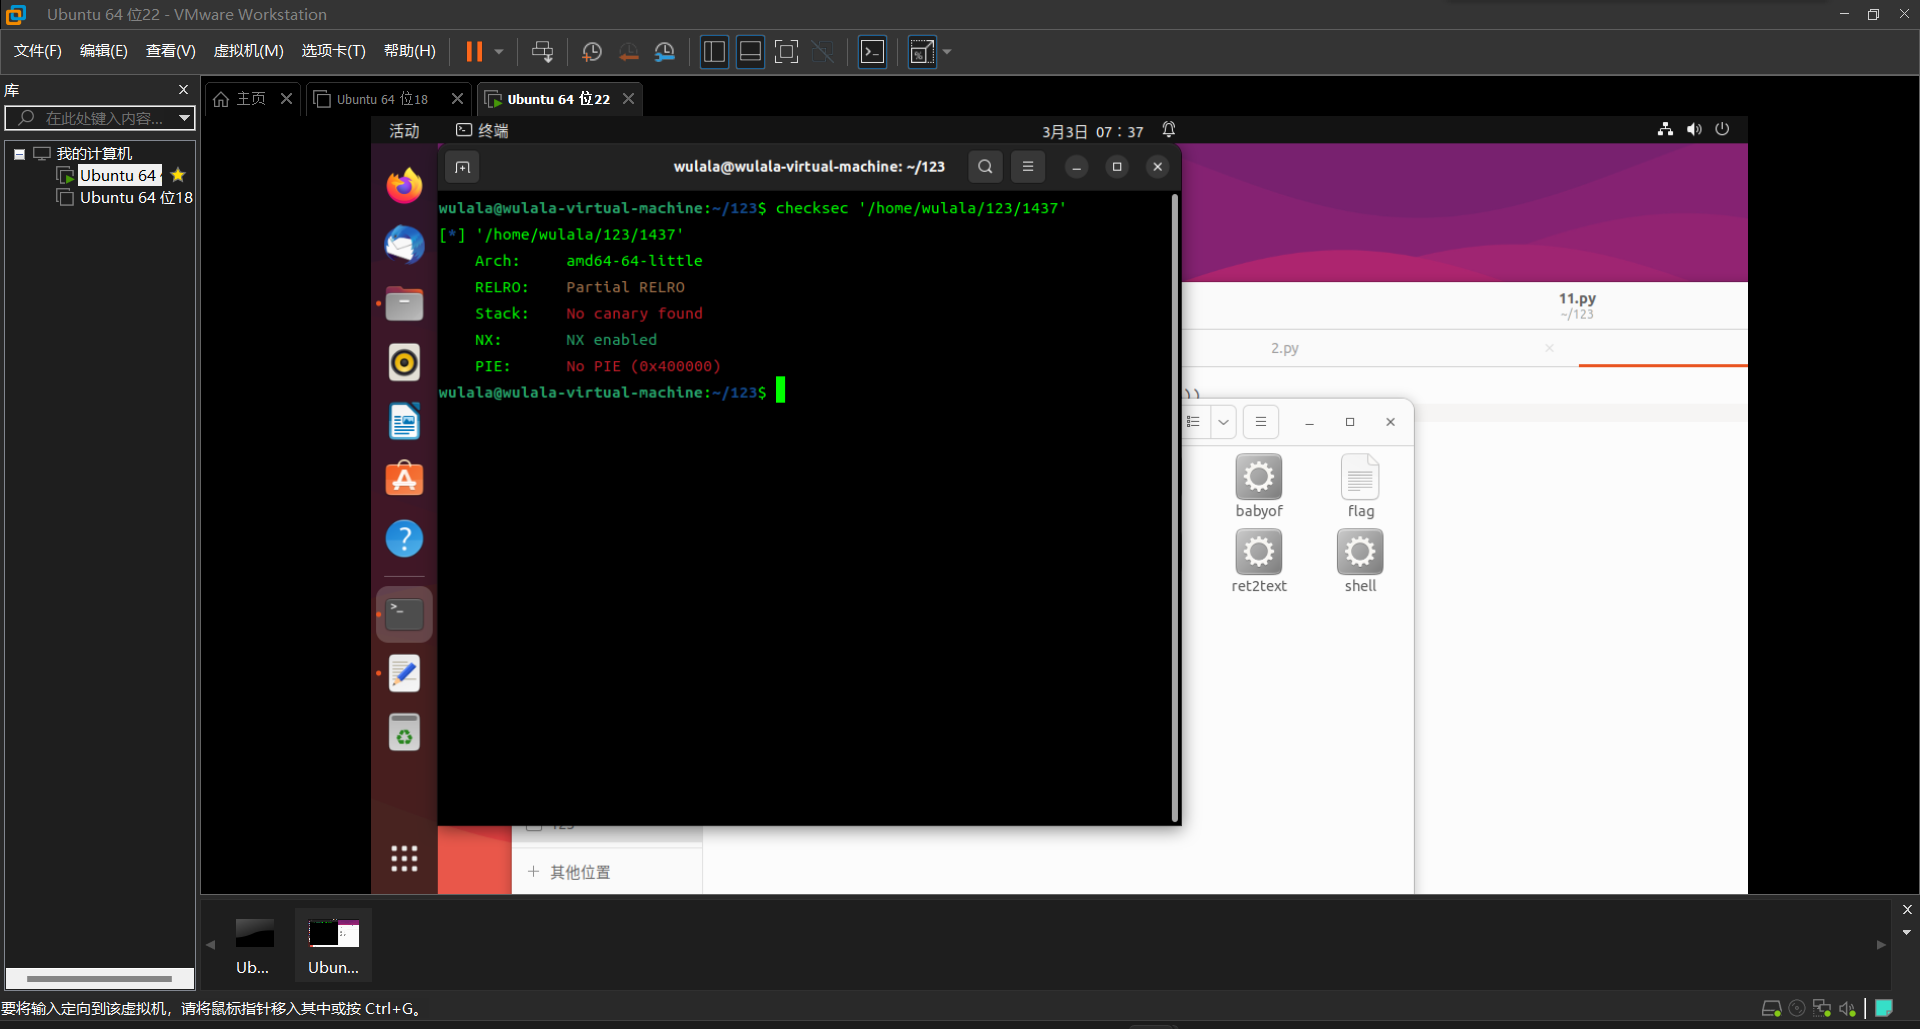 Ubuntu 64 位22 - VMware Workstation
文件(F) 编辑(E) 查看(V) 虚拟机(M) 选项卡(T) 帮助(H)
库
在此处键入内容...
我的计算机
Ubuntu 64
Ubuntu 64 位18
主页
Ubuntu 64 位18
Ubuntu 64 位22
活动
终端
3月3日 07：37
wulala@wulala-virtual-machine: ~/123
wulala@wulala-virtual-machine:~/123$ checksec '/home/wulala/123/1437'
[*] '/home/wulala/123/1437'
Arch: amd64-64-little
RELRO: Partial RELRO
Stack: No canary found
NX: NX enabled
PIE: No PIE (0x400000)
wulala@wulala-virtual-machine:~/123$
11.py
~/123
2.py
))
babyof
flag
ret2text
shell
其他位置
Ub...
Ubun...
要将输入定向到该虚拟机，请将鼠标指针移入其中或按 Ctrl+G。